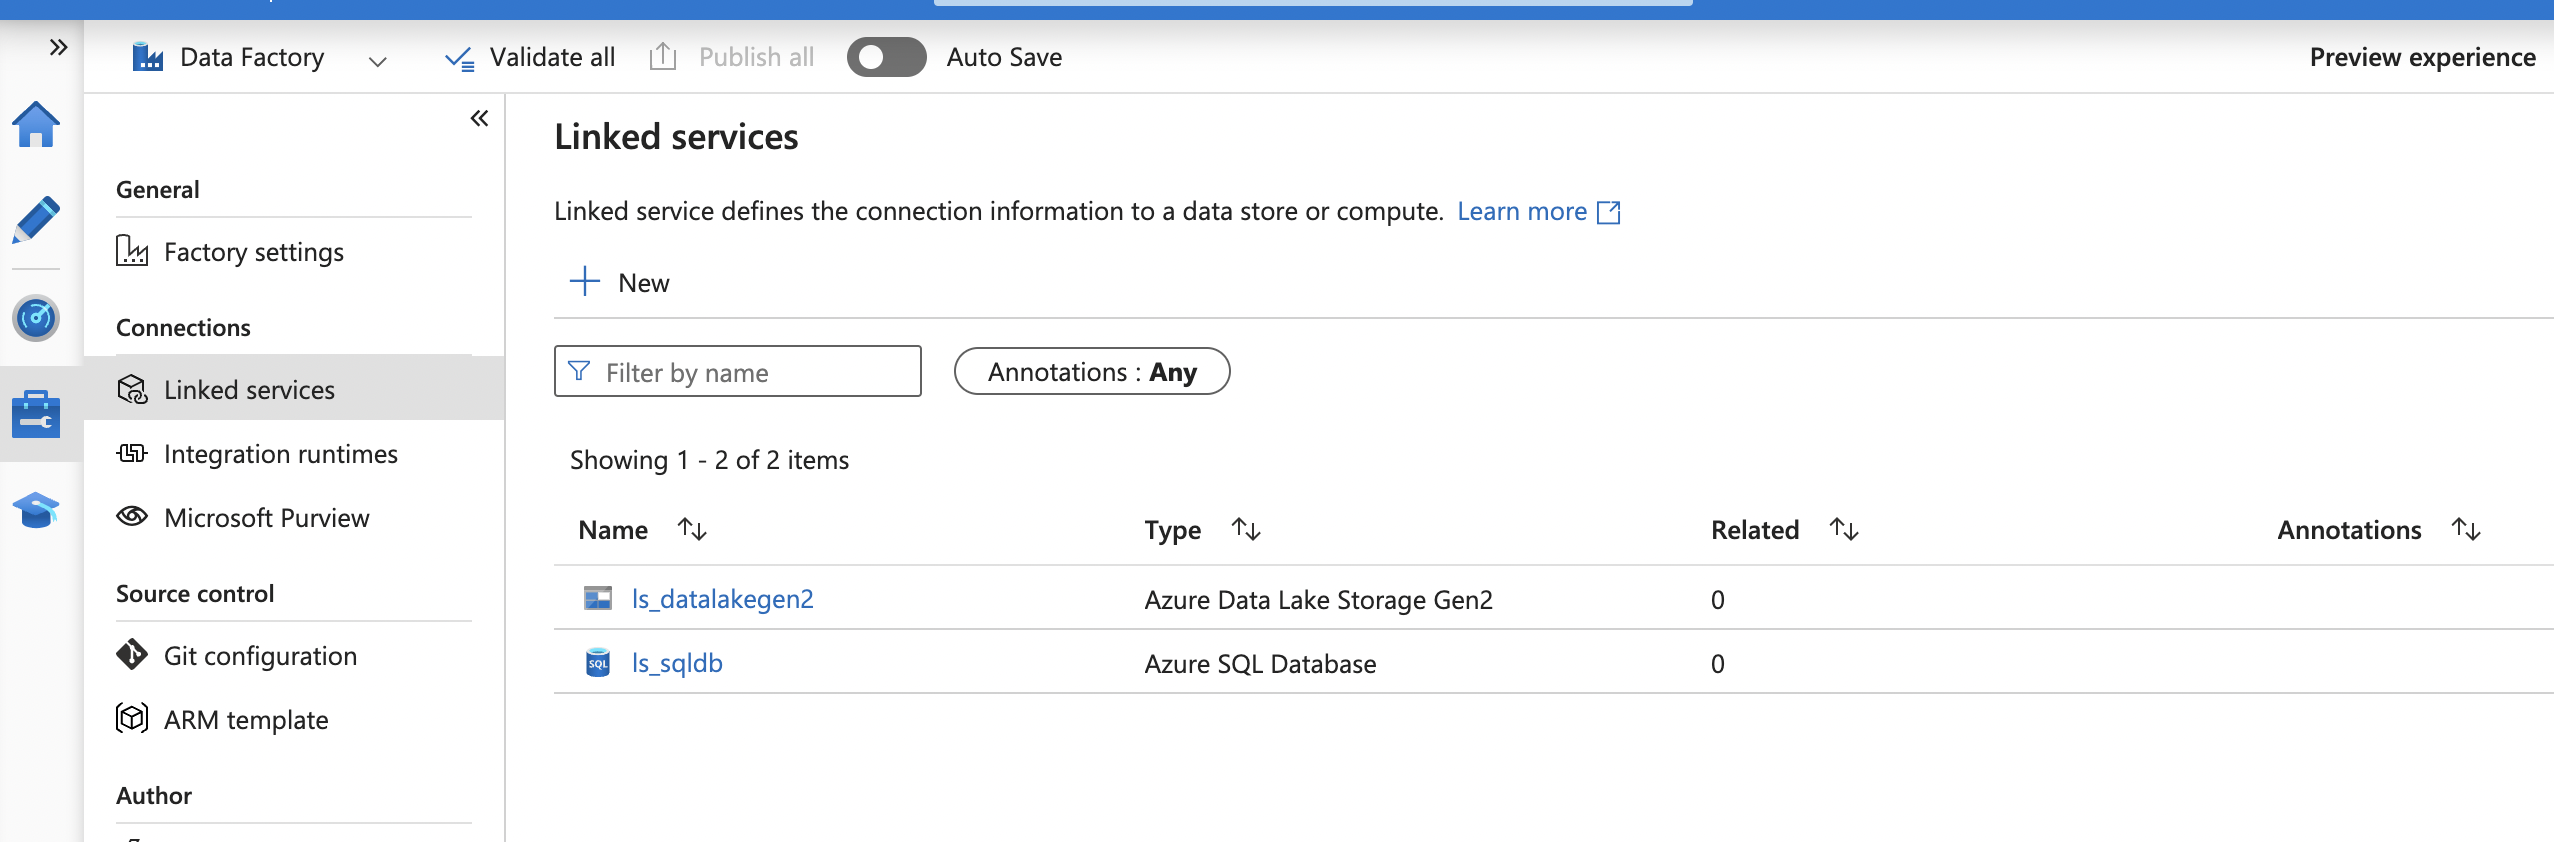 Data Factory
Validate all
Publish all
Auto Save
Preview experience
General
Factory settings
Connections
Linked services
Integration runtimes
Microsoft Purview
Source control
Git configuration
ARM template
Author
Linked services
Linked service defines the connection information to a data store or compute. Learn more
New
Filter by name
Annotations : Any
Showing 1 - 2 of 2 items
Name Type Related Annotations
ls_datalakegen2 Azure Data Lake Storage Gen2 0
SQL ls_sqldb Azure SQL Database 0